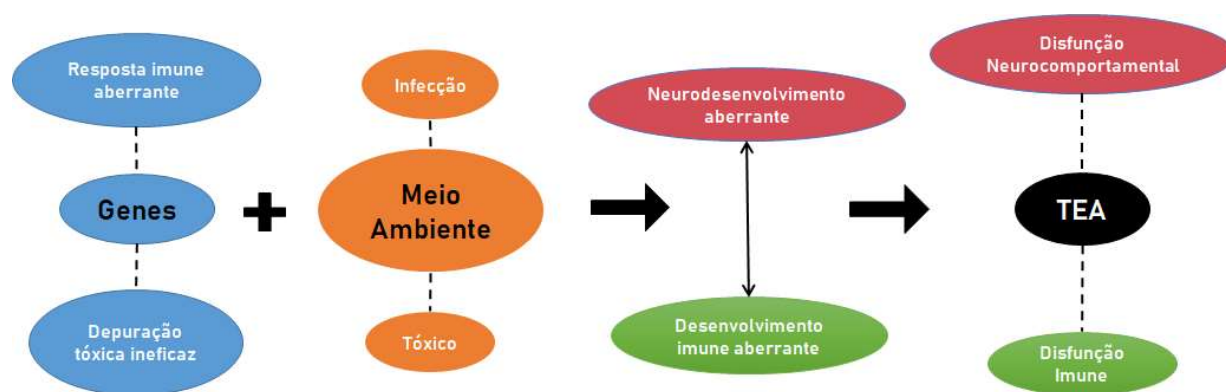 Resposta imune
aberrante
Genes
Depuração
tóxica ineficaz
Infecção
Meio
Ambiente
Tóxico
Neurodesenvolvimento
aberrante
Desenvolvimento
imune aberrante
Disfunção
Neurocomportamental
TEA
Disfunção
Imune